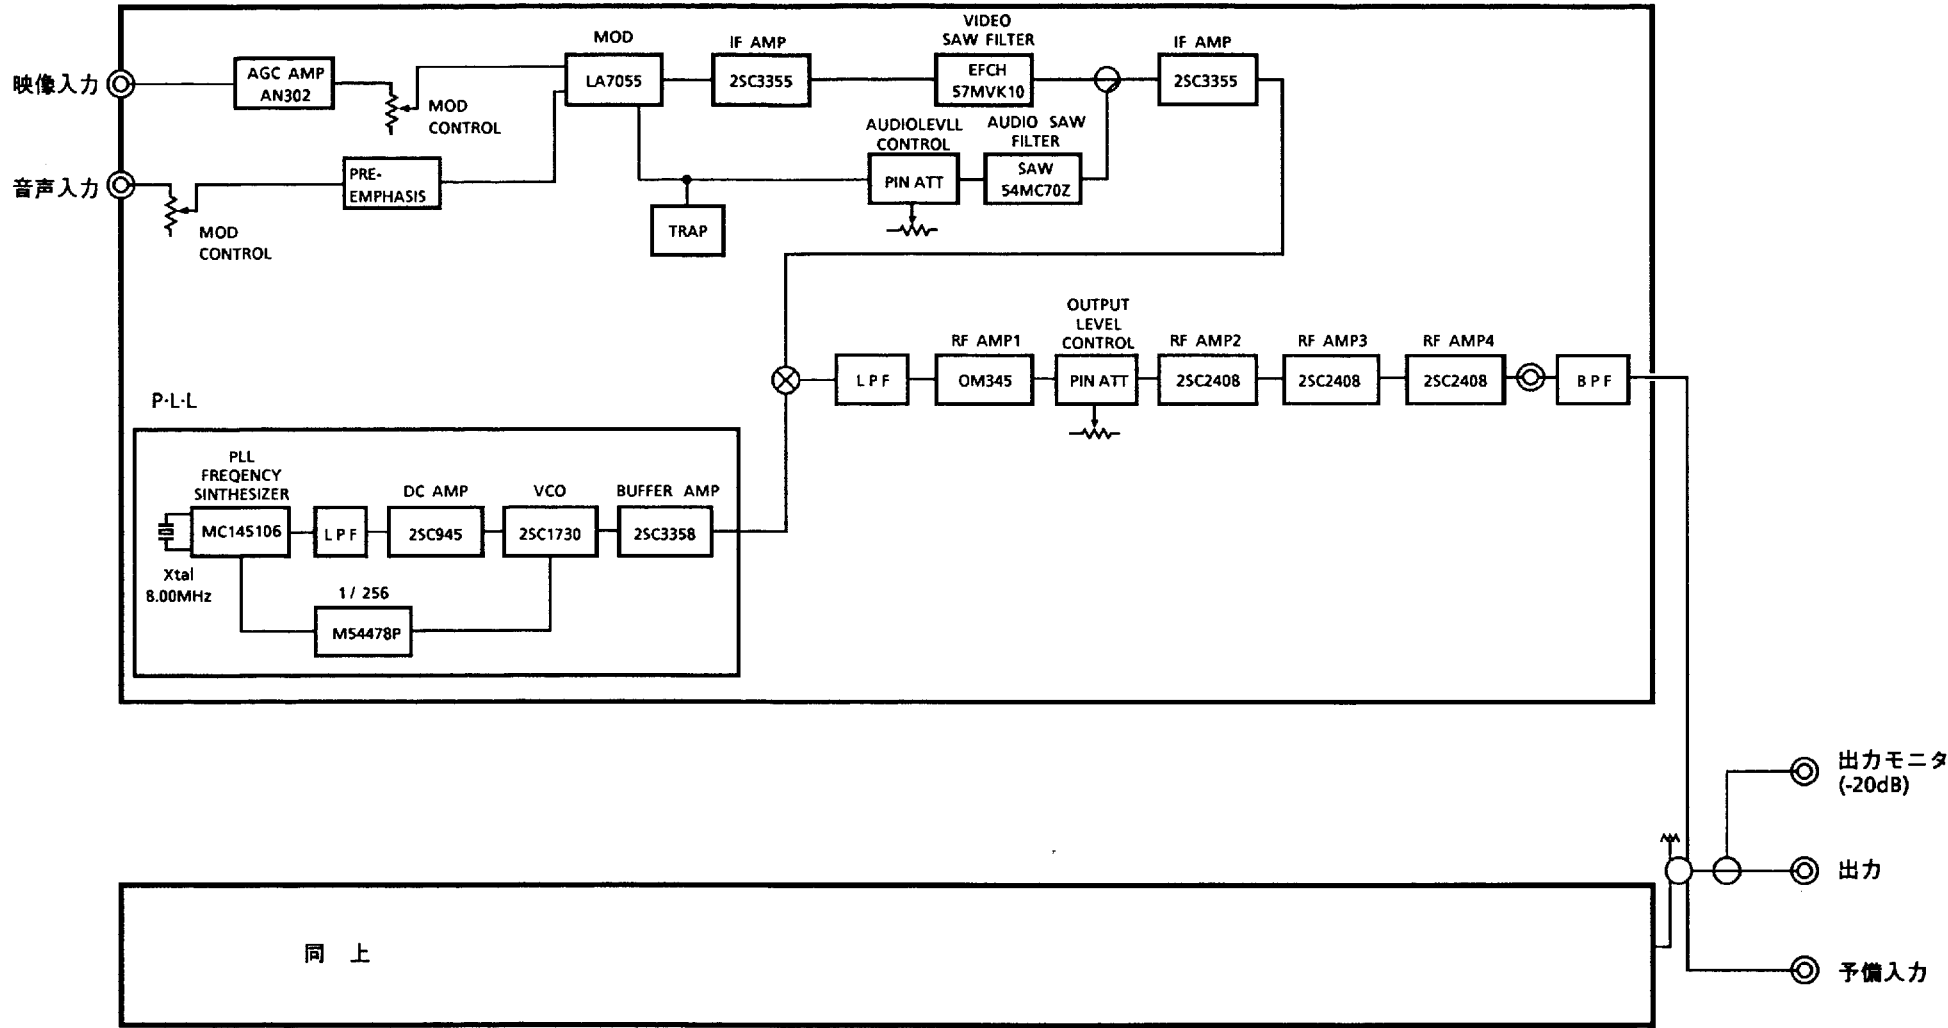 映像入力
AGC AMP
AN302
MOD
CONTROL
MOD
LA7055
IF AMP
2SC3355
VIDEO
SAW FILTER
EFCH
57MVK10
IF AMP
2SC3355
音声入力
MOD
CONTROL
PRE-
EMPHASIS
TRAP
AUDIOLEVLL
CONTROL
PIN ATT
AUDIO SAW
FILTER
SAW
54MC70Z
LPF
RF AMP1
OM345
OUTPUT
LEVEL
CONTROL
PIN ATT
RF AMP2
2SC2408
RF AMP3
2SC2408
RF AMP4
2SC2408
BPF
P·L·L
PLL
FREQENCY
SINTHESIZER
MC145106
Xtal
8.00MHz
LPF
DC AMP
2SC945
VCO
2SC1730
BUFFER AMP
2SC3358
1/256
M54478P
出力モニタ
(-20dB)
出力
予備入力
同上